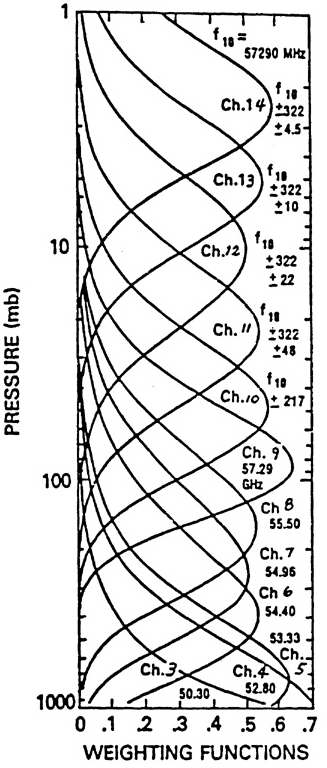 1
f18 =
57290 MHz
Ch.14
f18
±322
±4.5
Ch.13
f18
±322
±10
10
Ch.12
f18
±322
±22
Ch.11
f18
±322
±48
Ch.10
f18
± 217
Ch. 9
57.29
GHz
100
Ch 8
55.50
Ch.7
54.96
Ch 6
54.40
53.33
Ch.
5
Ch.3
50.30
Ch.4
52.80
1000
0 .1 .2 .3 .4 .5 .6 .7
WEIGHTING FUNCTIONS
PRESSURE (mb)